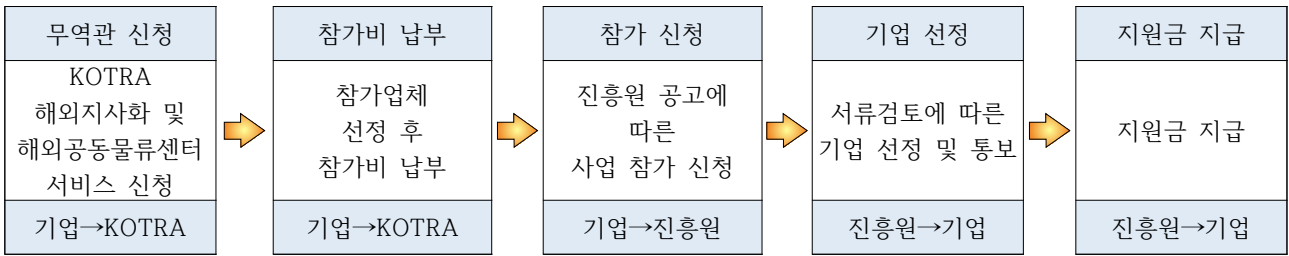 무역관 신청
KOTRA
해외지사화 및
해외공동물류센터
서비스 신청
기업→KOTRA
참가비 납부
참가업체
선정 후
참가비 납부
기업→KOTRA
참가 신청
진흥원 공고에
따른
사업 참가 신청
기업→진흥원
기업 선정
서류검토에 따른
기업 선정 및 통보
진흥원→기업
지원금 지급
지원금 지급
진흥원→기업